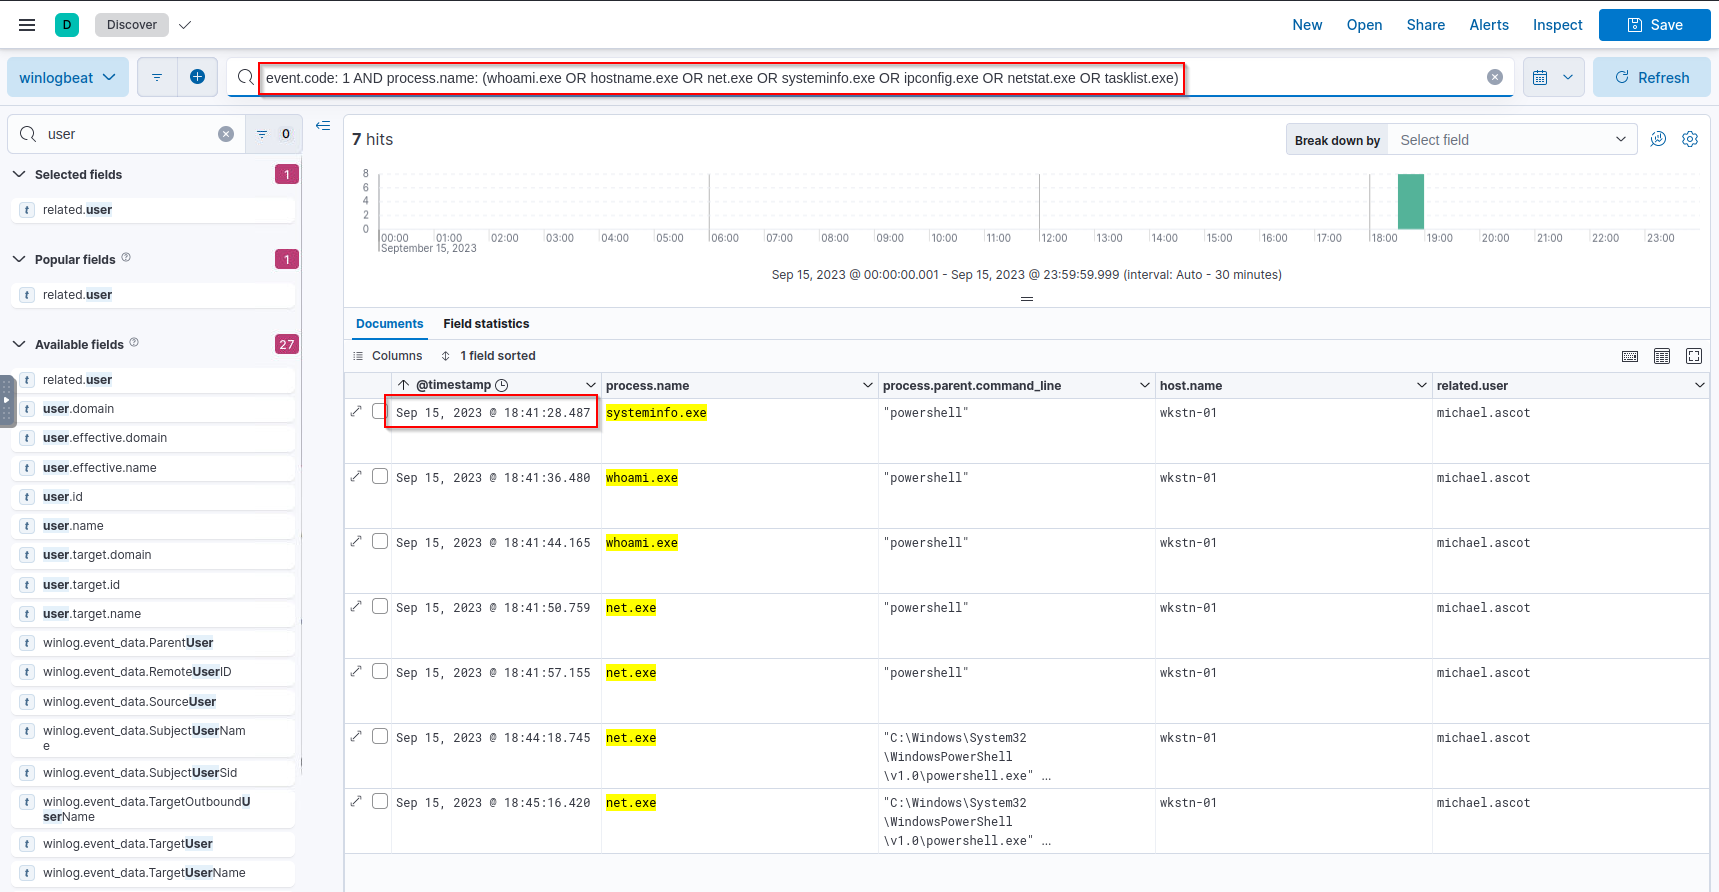 D Discover New Open Share Alerts Inspect Save
winlogbeat event.code: 1 AND process.name: (whoami.exe OR hostname.exe OR net.exe OR systeminfo.exe OR ipconfig.exe OR netstat.exe OR tasklist.exe) Refresh
user 0
Selected fields 1
t related.user
Popular fields 1
t related.user
Available fields 27
t related.user
t user.domain
t user.effective.domain
t user.effective.name
t user.id
t user.name
t user.target.domain
t user.target.id
t user.target.name
t winlog.event_data.ParentUser
t winlog.event_data.RemoteUserID
t winlog.event_data.SourceUser
t winlog.event_data.SubjectUserNam
e
t winlog.event_data.SubjectUserSid
t winlog.event_data.TargetOutboundU
serName
t winlog.event_data.TargetUser
t winlog.event_data.TargetUserName
7 hits
Break down by Select field
8
6
4
2
0
00:00 01:00 02:00 03:00 04:00 05:00 06:00 07:00 08:00 09:00 10:00 11:00 12:00 13:00 14:00 15:00 16:00 17:00 18:00 19:00 20:00 21:00 22:00 23:00
September 15, 2023
Sep 15, 2023 @ 00:00:00.001 - Sep 15, 2023 @ 23:59:59.999 (interval: Auto - 30 minutes)
Documents Field statistics
Columns 1 field sorted
@timestamp process.name process.parent.command_line host.name related.user
Sep 15, 2023 @ 18:41:28.487 systeminfo.exe "powershell" wkstn-01 michael.ascot
Sep 15, 2023 @ 18:41:36.480 whoami.exe "powershell" wkstn-01 michael.ascot
Sep 15, 2023 @ 18:41:44.165 whoami.exe "powershell" wkstn-01 michael.ascot
Sep 15, 2023 @ 18:41:50.759 net.exe "powershell" wkstn-01 michael.ascot
Sep 15, 2023 @ 18:41:57.155 net.exe "powershell" wkstn-01 michael.ascot
Sep 15, 2023 @ 18:44:18.745 net.exe "C:\Windows\System32 wkstn-01 michael.ascot
\WindowsPowerShell
\v1.0\powershell.exe" ...
Sep 15, 2023 @ 18:45:16.420 net.exe "C:\Windows\System32 wkstn-01 michael.ascot
\WindowsPowerShell
\v1.0\powershell.exe" ...